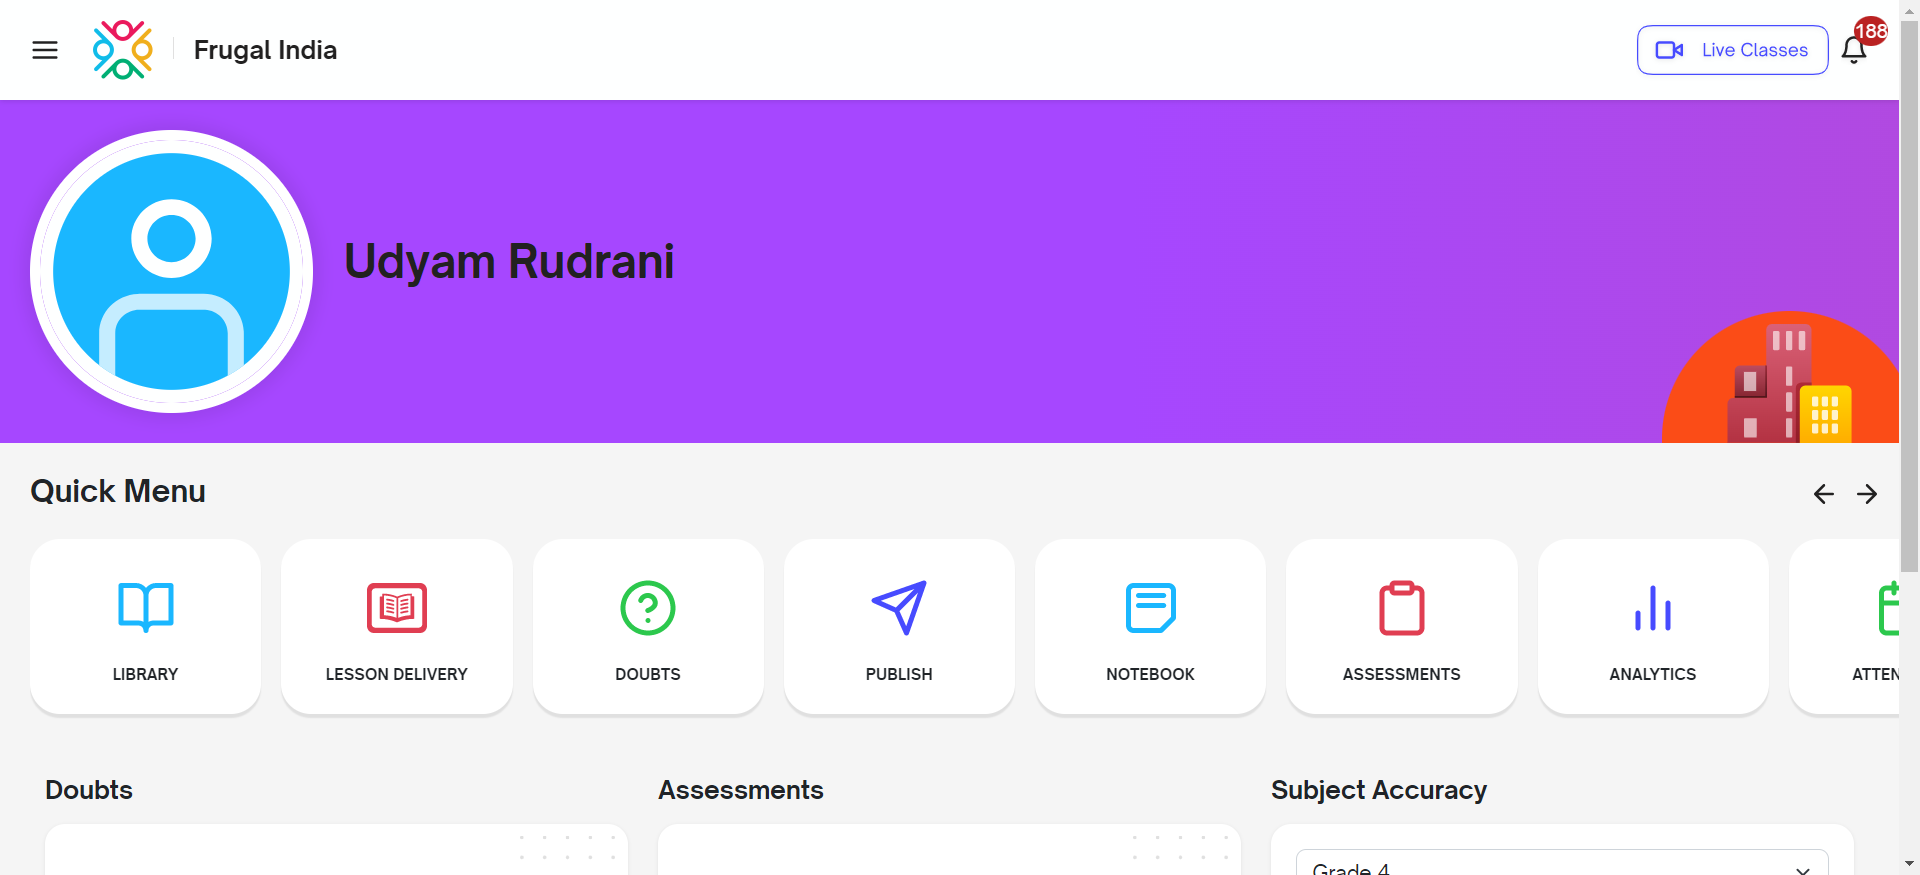 Frugal India
Live Classes
188
Udyam Rudrani
Quick Menu
LIBRARY
LESSON DELIVERY
DOUBTS
PUBLISH
NOTEBOOK
ASSESSMENTS
ANALYTICS
ATTEN
Doubts
Assessments
Subject Accuracy
Grade 4